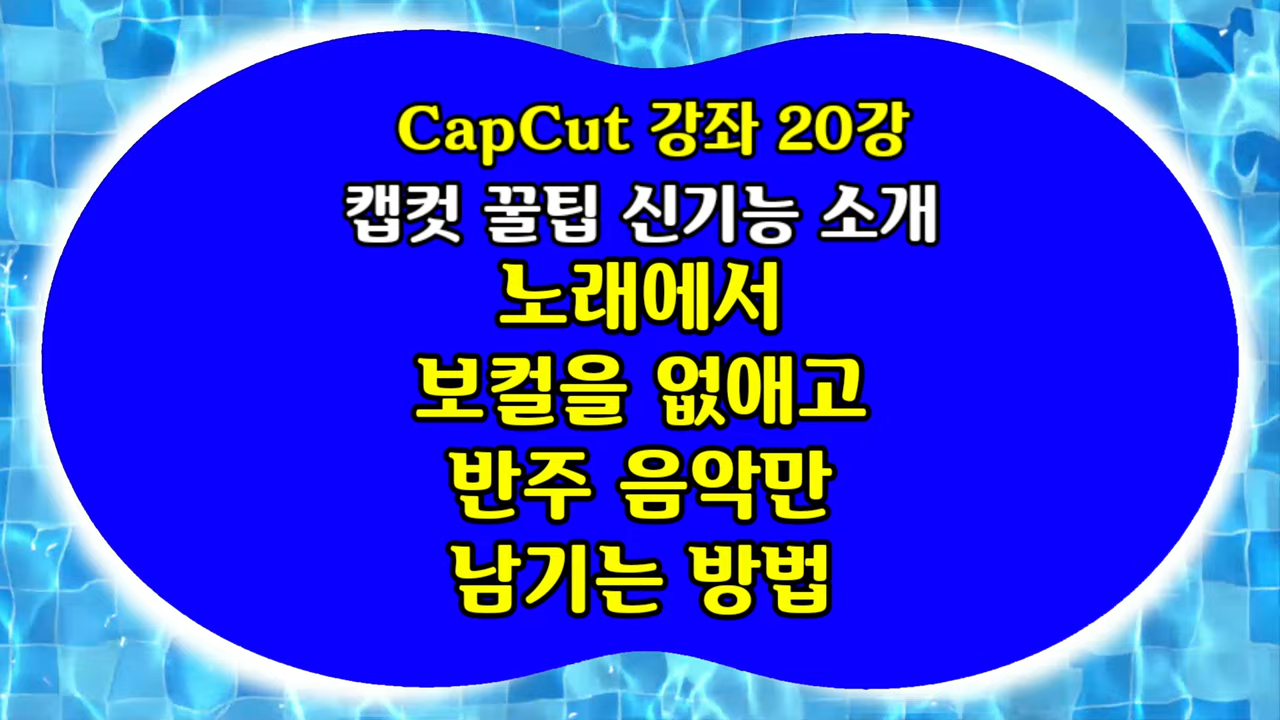 CapCut 강좌 20강
캡컷 꿀팁 신기능 소개
노래에서
보컬을 없애고
반주 음악만
남기는 방법